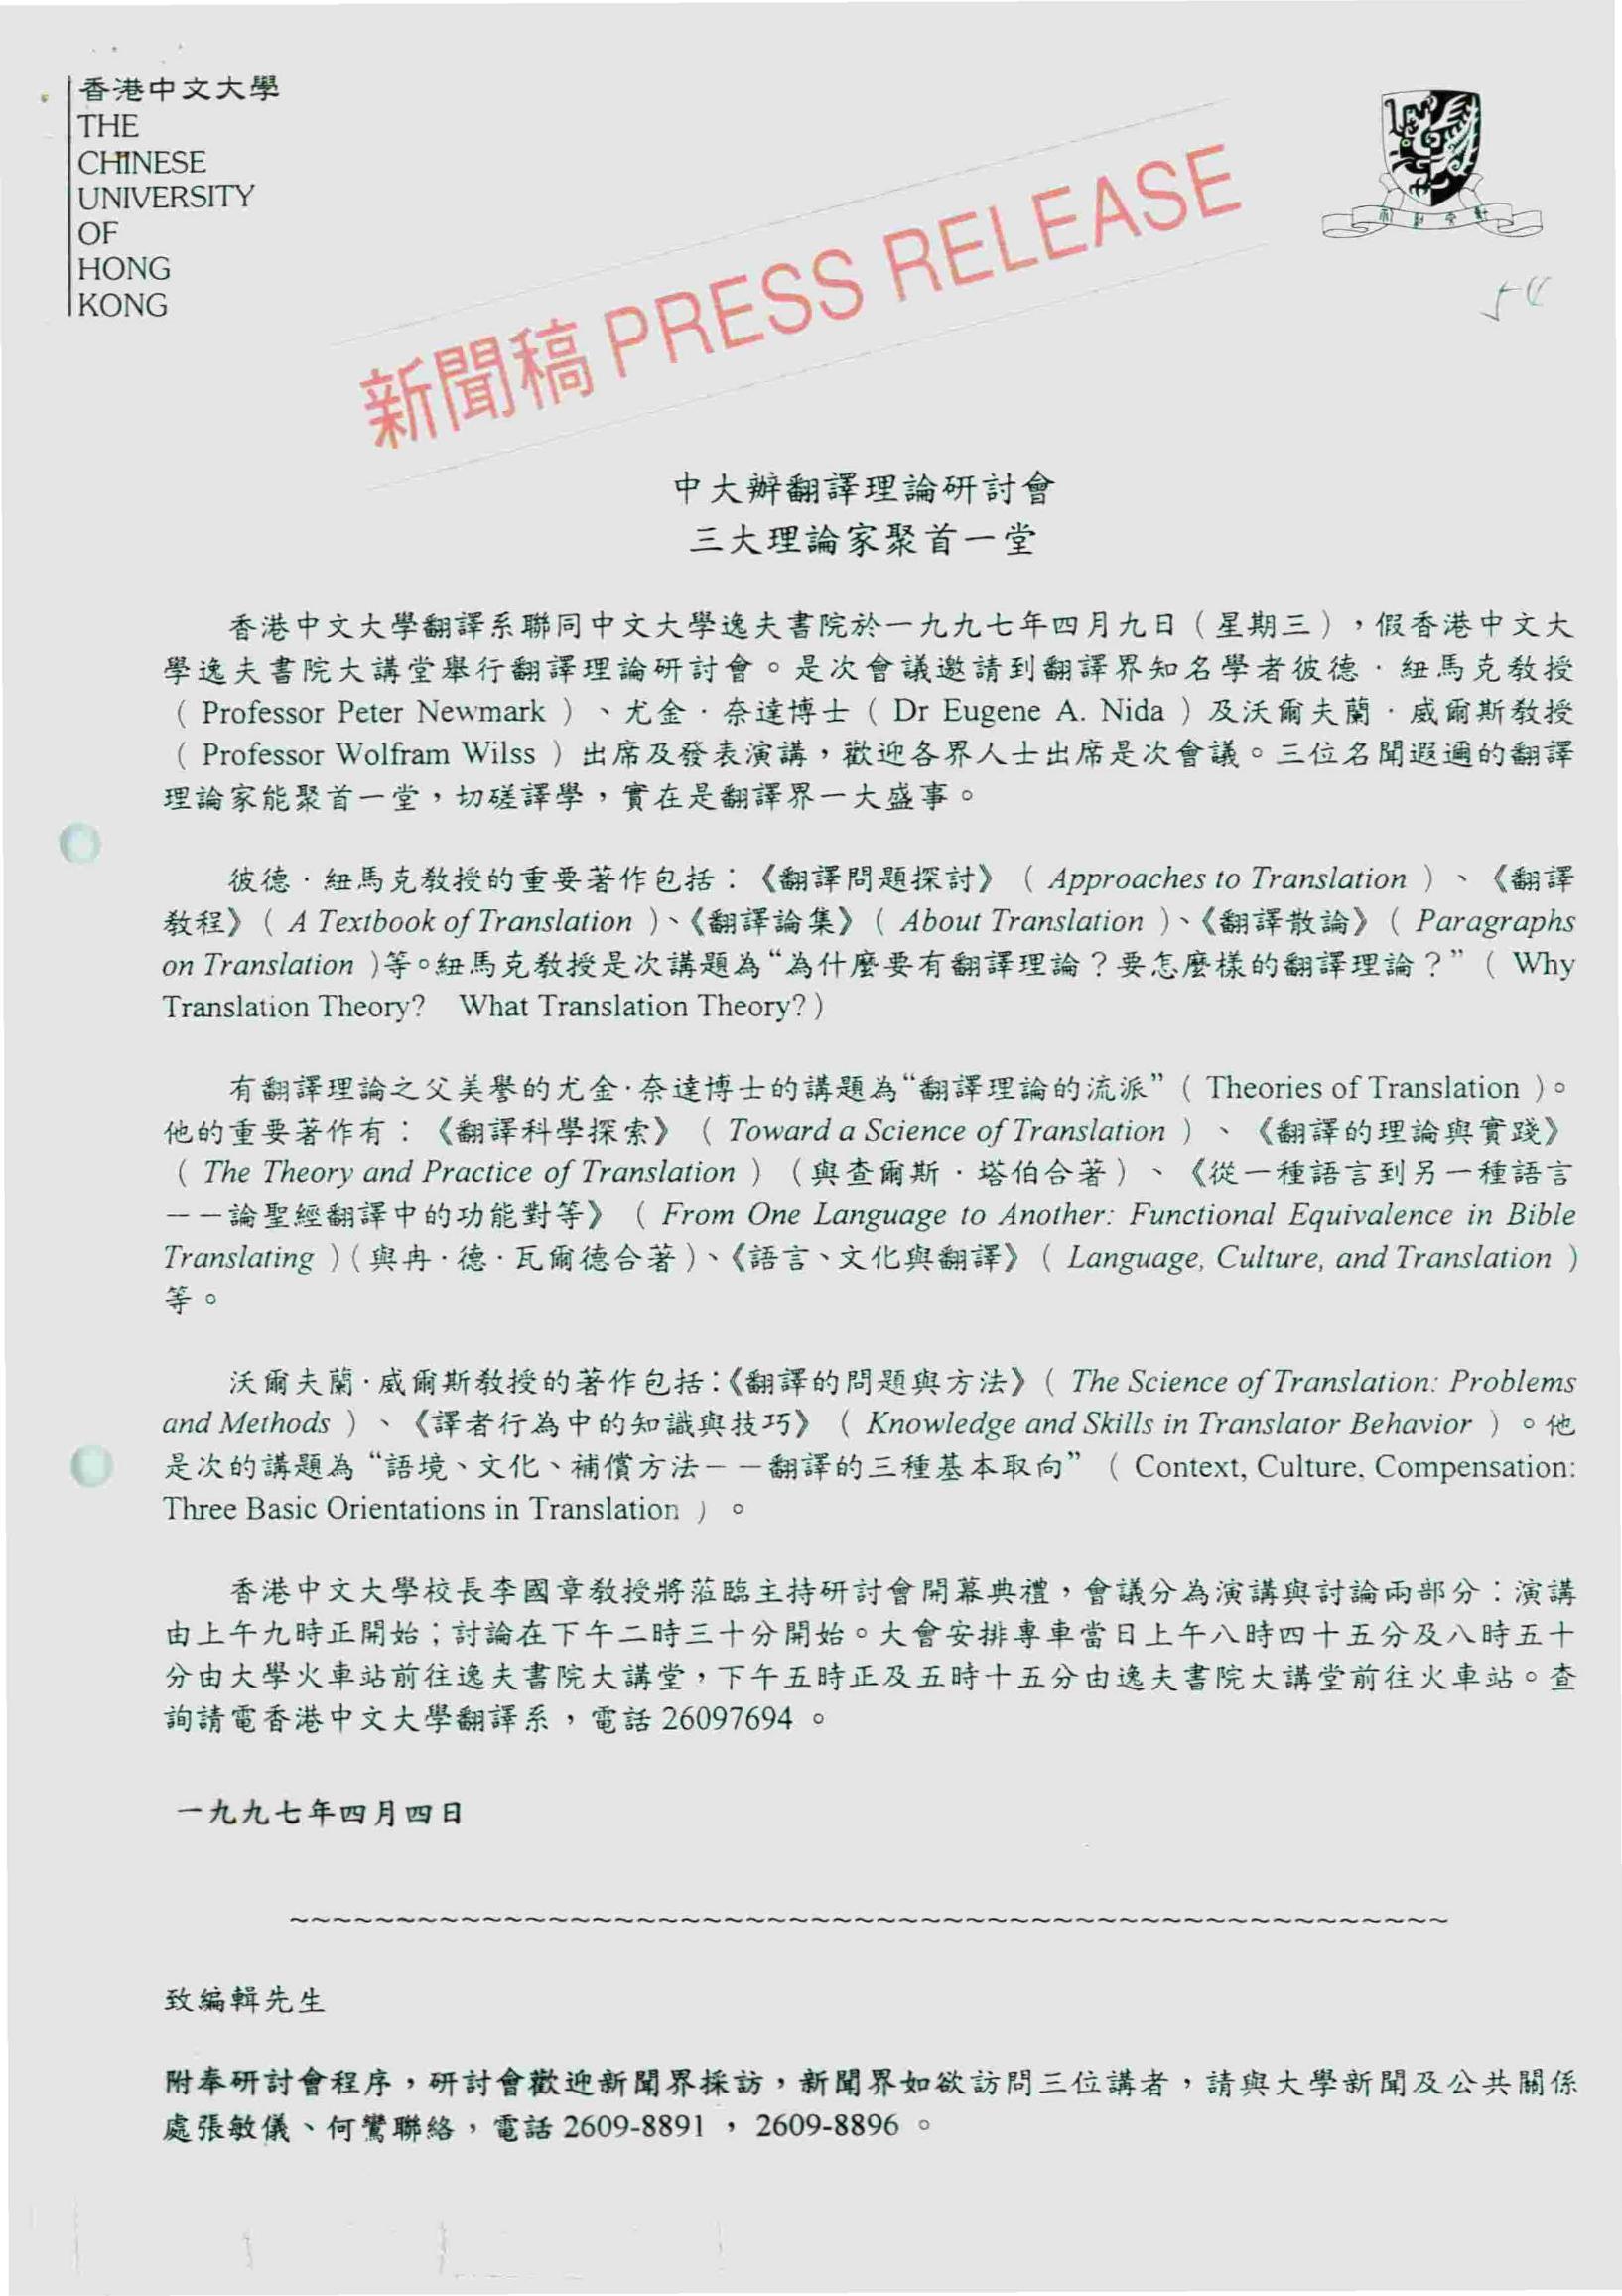 香港中文大學
THE
CHINESE
UNIVERSITY
OF
HONG
KONG
新聞稿 PRESS RELEASE
中大辦翻譯理論研討會
三大理論家聚首一堂
香港中文大學翻譯系聯同中文大學逸夫書院於一九九七年四月九日（星期三），假香港中文大
學逸夫書院大講堂舉行翻譯理論研討會。是次會議邀請到翻譯界知名學者彼德‧紐馬克教授
（ Professor Peter Newmark ）、尤金‧奈達博士（ Dr Eugene A. Nida ）及沃爾夫蘭‧威爾斯教授
（ Professor Wolfram Wilss ）出席及發表演講，歡迎各界人士出席是次會議。三位名聞遐邇的翻譯
理論家能聚首一堂，切磋譯學，實在是翻譯界一大盛事。
彼德‧紐馬克教授的重要著作包括：《翻譯問題探討》（ Approaches to Translation ）、《翻譯
教程》（ A Textbook of Translation ）、《翻譯論集》（ About Translation ）、《翻譯散論》（ Paragraphs
on Translation ）等。紐馬克教授是次講題為“為什麼要有翻譯理論？要怎麼樣的翻譯理論？”（ Why
Translation Theory? What Translation Theory?）
有翻譯理論之父美譽的尤金‧奈達博士的講題為“翻譯理論的流派”（ Theories of Translation ）。
他的重要著作有：《翻譯科學探索》（ Toward a Science of Translation ）、《翻譯的理論與實踐》
（ The Theory and Practice of Translation ）（與查爾斯‧塔伯合著）、《從一種語言到另一種語言
－－論聖經翻譯中的功能對等》（ From One Language to Another: Functional Equivalence in Bible
Translating ）（與冉‧德‧瓦爾德合著）、《語言、文化與翻譯》（ Language, Culture, and Translation ）
等。
沃爾夫蘭‧威爾斯教授的著作包括：《翻譯的問題與方法》（ The Science of Translation: Problems
and Methods ）、《譯者行為中的知識與技巧》（ Knowledge and Skills in Translator Behavior ）。他
是次的講題為“語境、文化、補償方法－－翻譯的三種基本取向”（ Context, Culture, Compensation:
Three Basic Orientations in Translation ）。
香港中文大學校長李國章教授將蒞臨主持研討會開幕典禮，會議分為演講與討論兩部分：演講
由上午九時正開始；討論在下午二時三十分開始。大會安排專車當日上午八時四十五分及八時五十
分由大學火車站前往逸夫書院大講堂，下午五時正及五時十五分由逸夫書院大講堂前往火車站。查
詢請電香港中文大學翻譯系，電話 26097694 。
一九九七年四月四日
~~~~~~~~~~~~~~~~~~~~~~~~~~~~~~~~~~~~~~~~~~~~~~~~~~~~~
致編輯先生
附奉研討會程序，研討會歡迎新聞界採訪，新聞界如欲訪問三位講者，請與大學新聞及公共關係
處張敏儀、何鸞聯絡，電話 2609-8891 ， 2609-8896 。